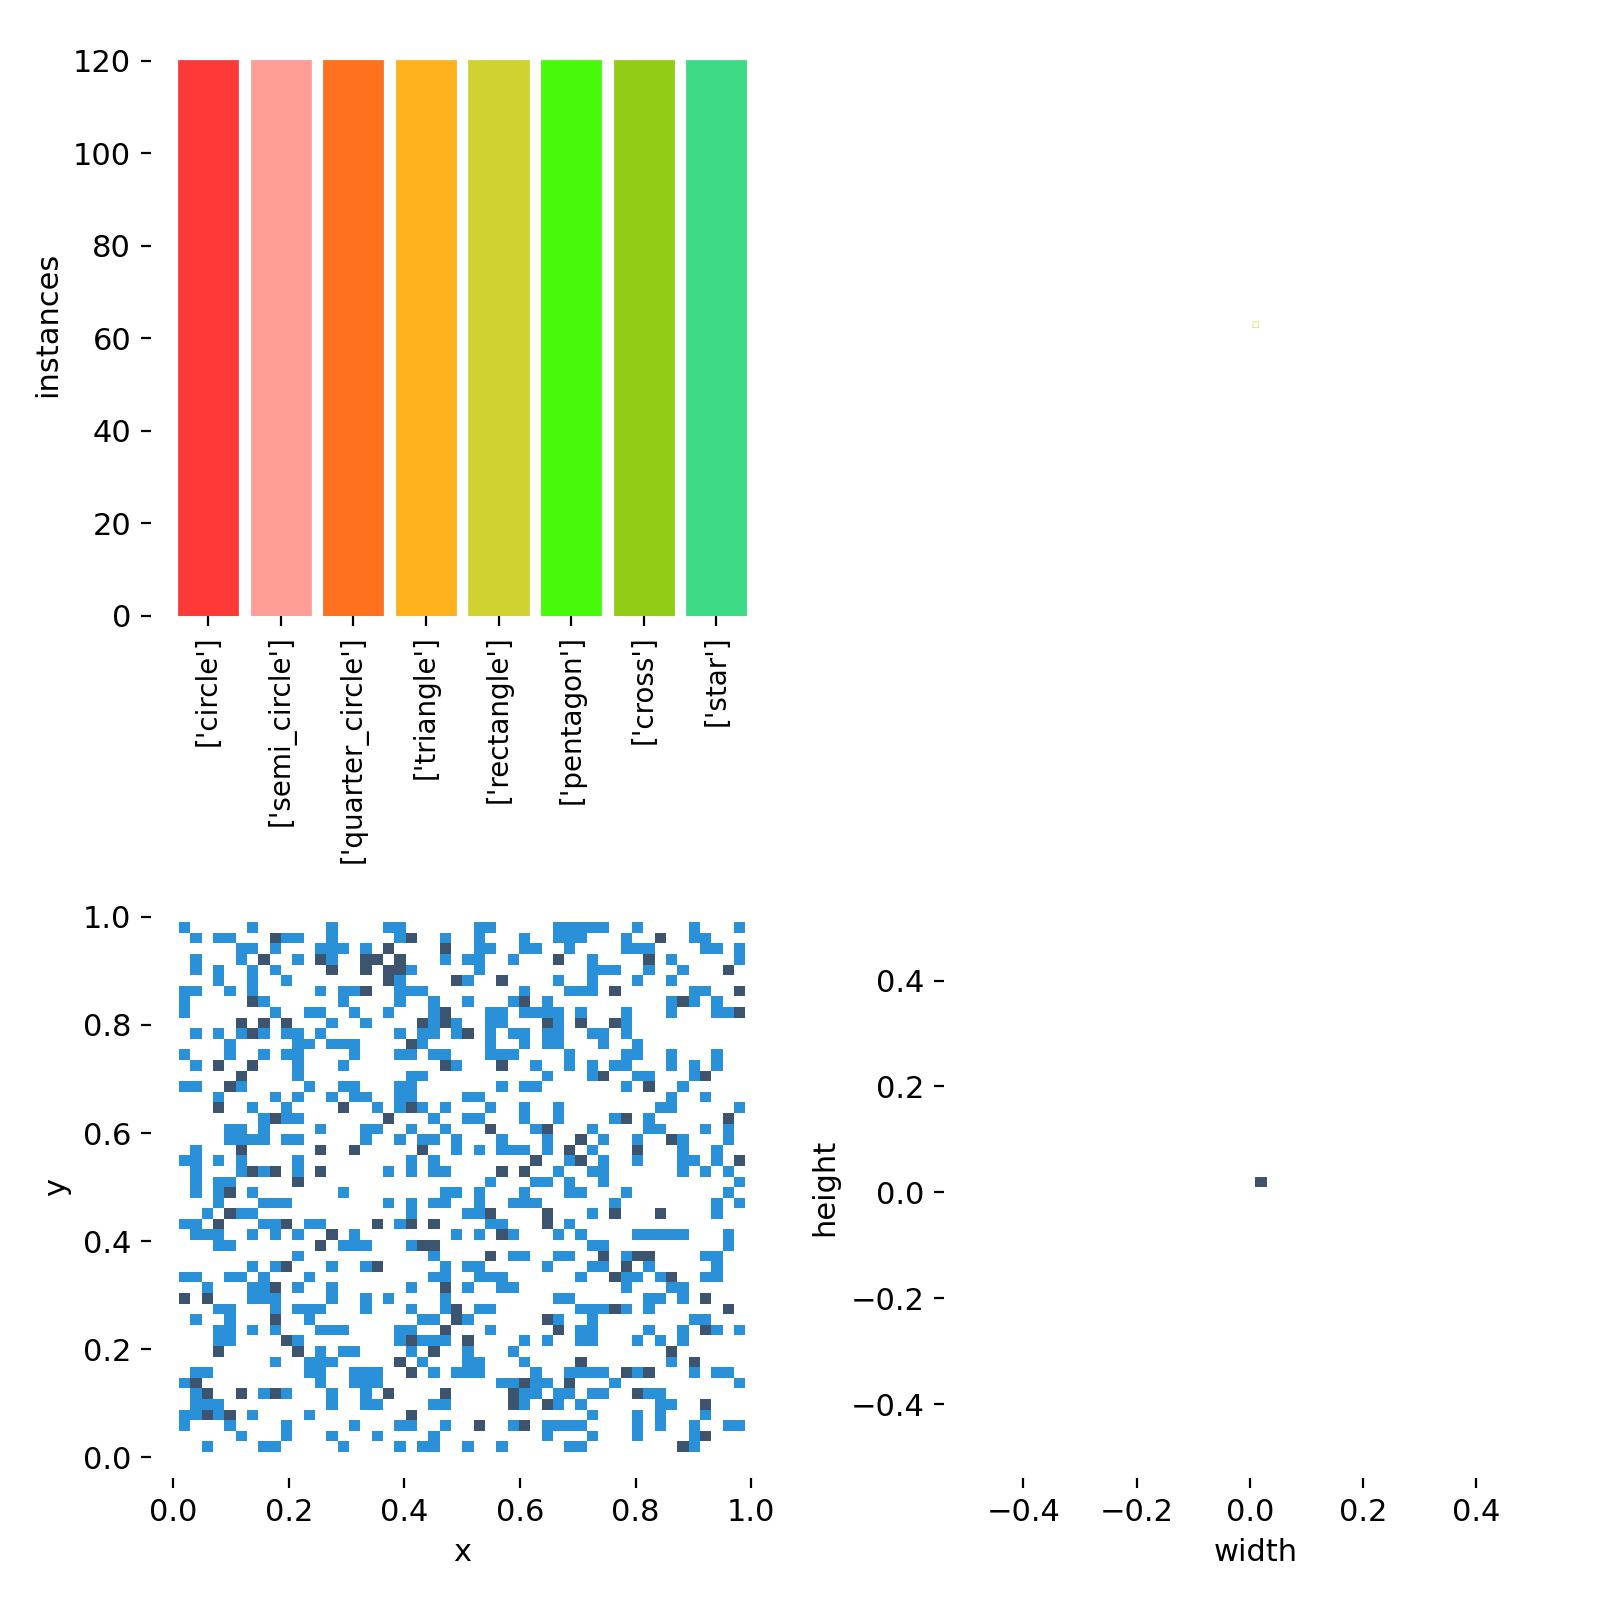 120
100
80
60
40
20
0
instances
['circle']
['semi_circle']
['quarter_circle']
['triangle']
['rectangle']
['pentagon']
['cross']
['star']
1.0
0.8
0.6
0.4
0.2
0.0
y
0.0 0.2 0.4 0.6 0.8 1.0
x
0.4
0.2
0.0
−0.2
−0.4
height
−0.4 −0.2 0.0 0.2 0.4
width